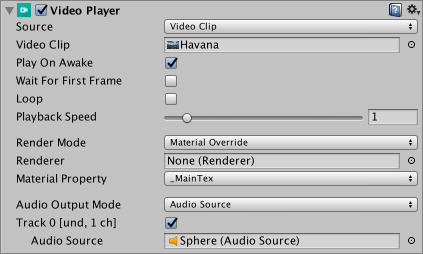 Video Player
Source Video Clip
Video Clip Havana
Play On Awake
Wait For First Frame
Loop
Playback Speed 1
Render Mode Material Override
Renderer None (Renderer)
Material Property _MainTex
Audio Output Mode Audio Source
Track 0 [und, 1 ch]
Audio Source Sphere (Audio Source)